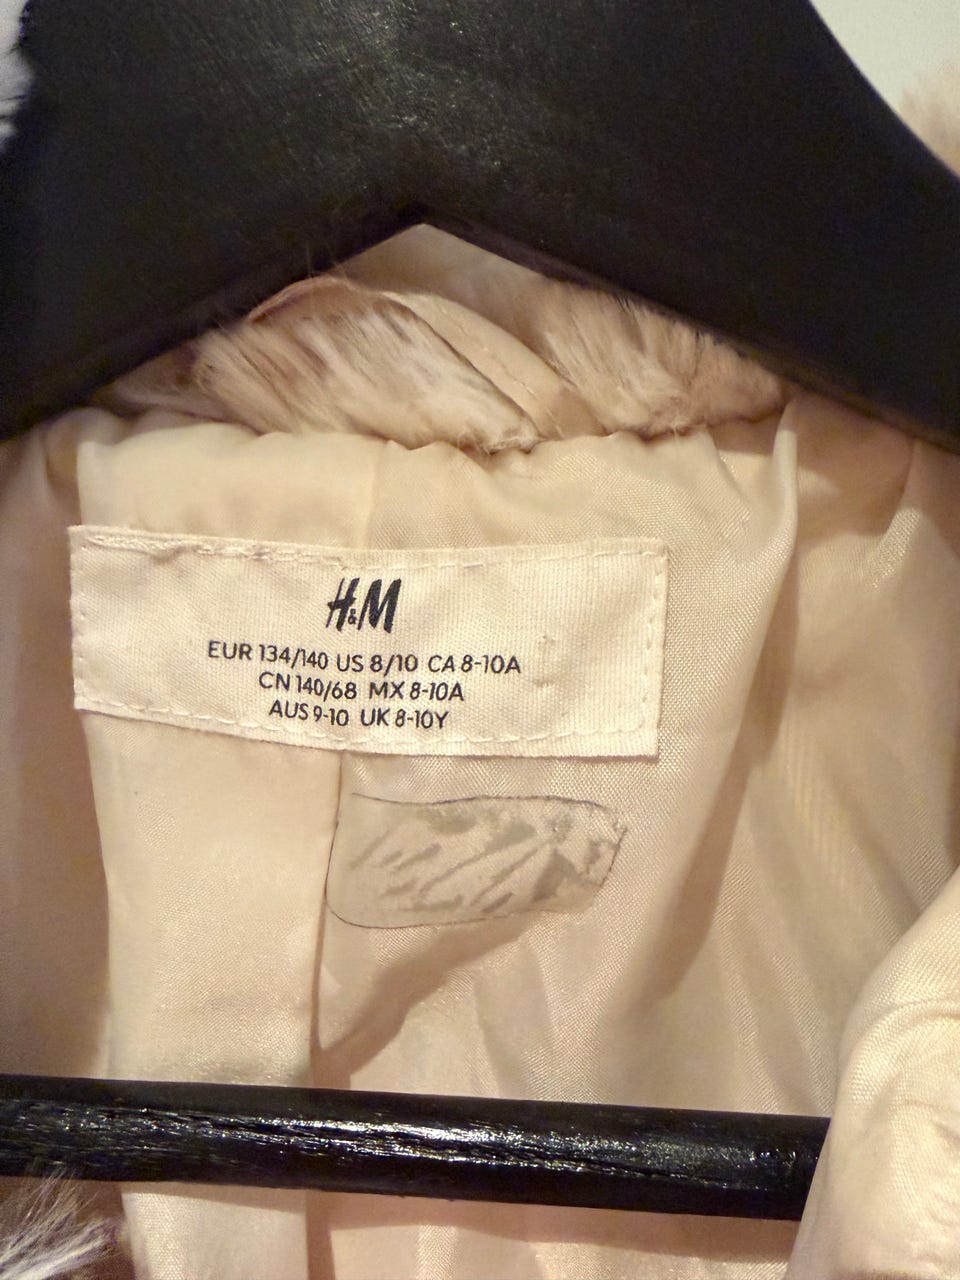 H&M
EUR 134/140 US 8/10 CA 8-10A
CN 140/68 MX 8-10A
AUS 9-10 UK 8-10Y